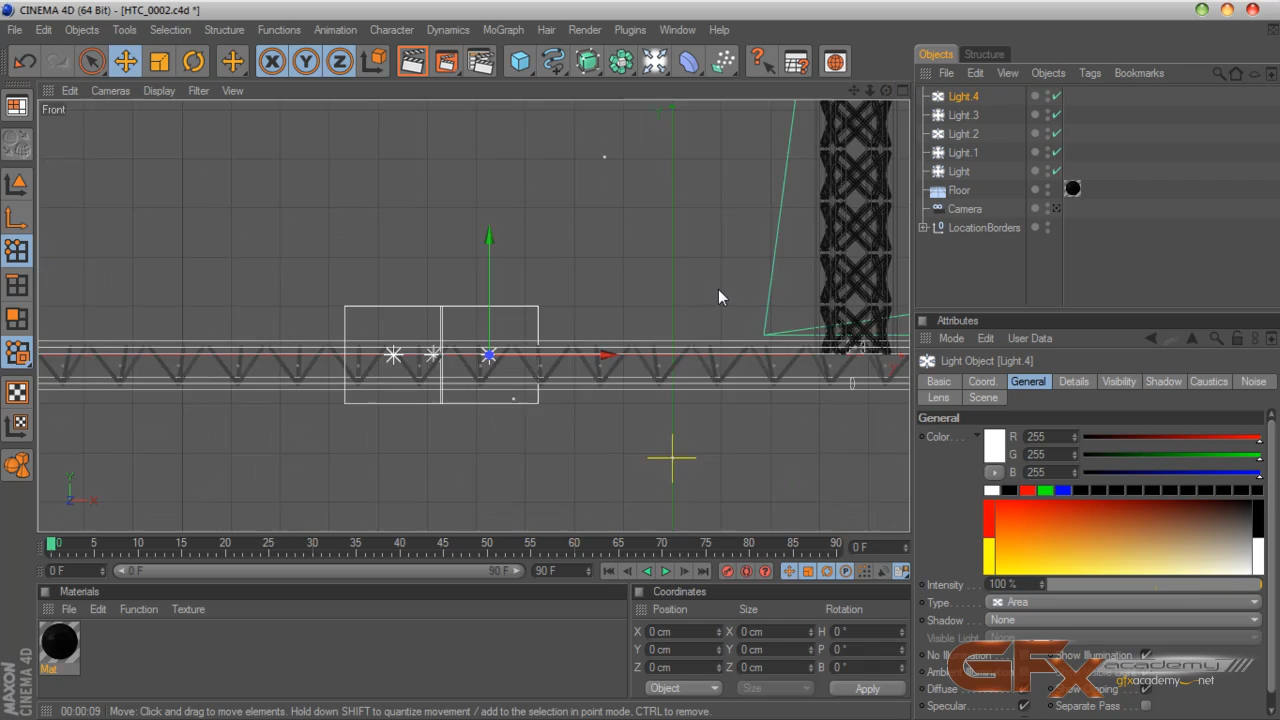 CINEMA 4D (64 Bit) - [HTC_0002.c4d *]
File Edit Objects Tools Selection Structure Functions Animation Character Dynamics MoGraph Hair Render Plugins Window Help
Edit Cameras Display Filter View
Front
Objects Structure
File Edit View Objects Tags Bookmarks
Light.4
Light.3
Light.2
Light.1
Light
Floor
Camera
LocationBorders
Attributes
Mode Edit User Data
Light Object [Light.4]
Basic Coord. General Details Visibility Shadow Caustics Noise
Lens Scene
General
Color. . . R 255
G 255
B 255
Intensity . . . 100 %
Type. . . . . . Area
Shadow . . . None
Visible Light. None
No Illumination Show Illumination
Diffuse
Specular. Separate Pass
GFX academy
gfxacademy.net
Y
Z X
0 5 10 15 20 25 30 35 40 45 50 55 60 65 70 75 80 85 90 0 F
0 F 0 F 90 F 90 F
Materials
File Edit Function Texture
Mat
Coordinates
Position Size Rotation
X 0 cm X 0 cm H 0 °
Y 0 cm Y 0 cm P 0 °
Z 0 cm Z 0 cm B 0 °
Object Size Apply
MAXON
CINEMA 4D
00:00:09 Move: Click and drag to move elements. Hold down SHIFT to quantize movement / add to the selection in point mode, CTRL to remove.